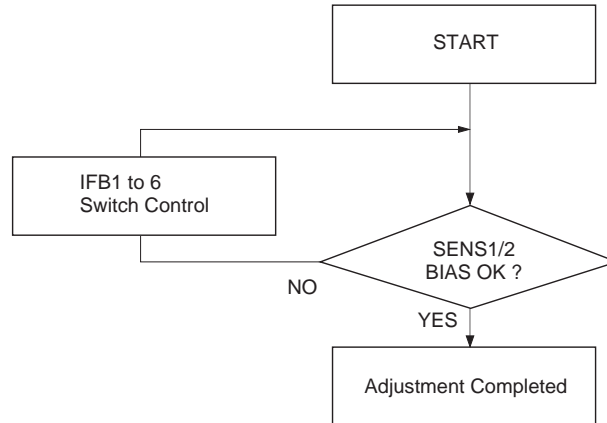 START
IFB1 to 6
Switch Control
SENS1/2
BIAS OK ?
NO
YES
Adjustment Completed